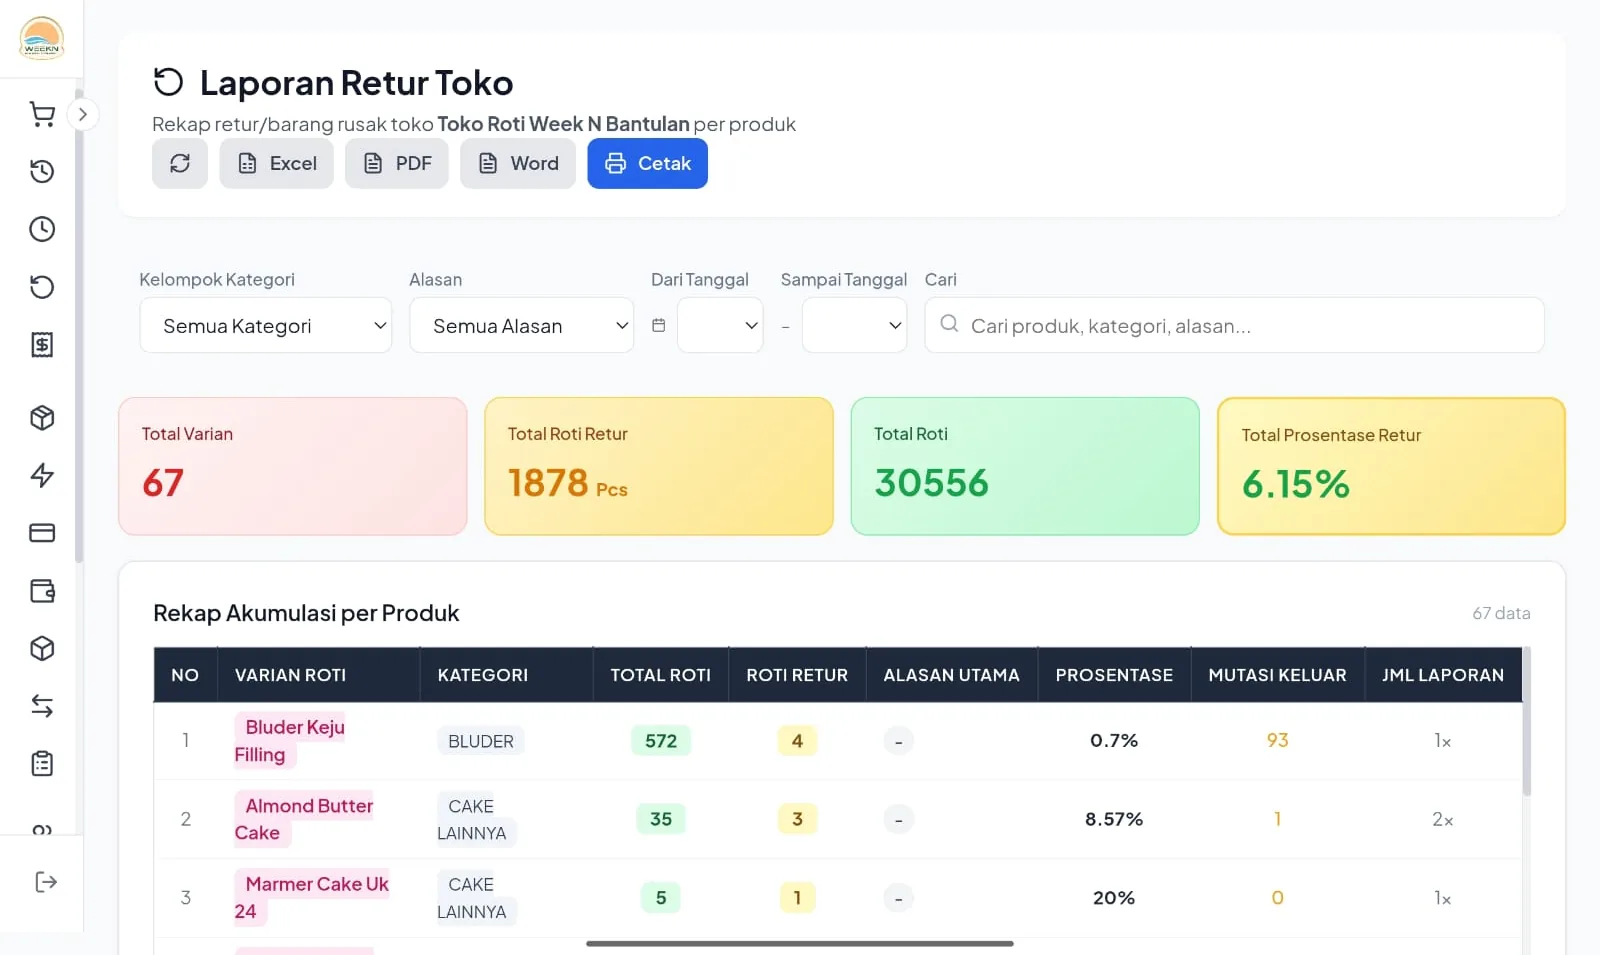 WEEKN
Laporan Retur Toko
Rekap retur/barang rusak toko Toko Roti Week N Bantulan per produk
Excel PDF Word Cetak
Kelompok Kategori Alasan Dari Tanggal Sampai Tanggal Cari
Semua Kategori Semua Alasan – Cari produk, kategori, alasan...
Total Varian
67
Total Roti Retur
1878 Pcs
Total Roti
30556
Total Prosentase Retur
6.15%
Rekap Akumulasi per Produk 67 data
NO VARIAN ROTI KATEGORI TOTAL ROTI ROTI RETUR ALASAN UTAMA PROSENTASE MUTASI KELUAR JML LAPORAN
1 Bluder Keju Filling BLUDER 572 4 - 0.7% 93 1x
2 Almond Butter Cake CAKE LAINNYA 35 3 - 8.57% 1 2x
3 Marmer Cake Uk 24 CAKE LAINNYA 5 1 - 20% 0 1x